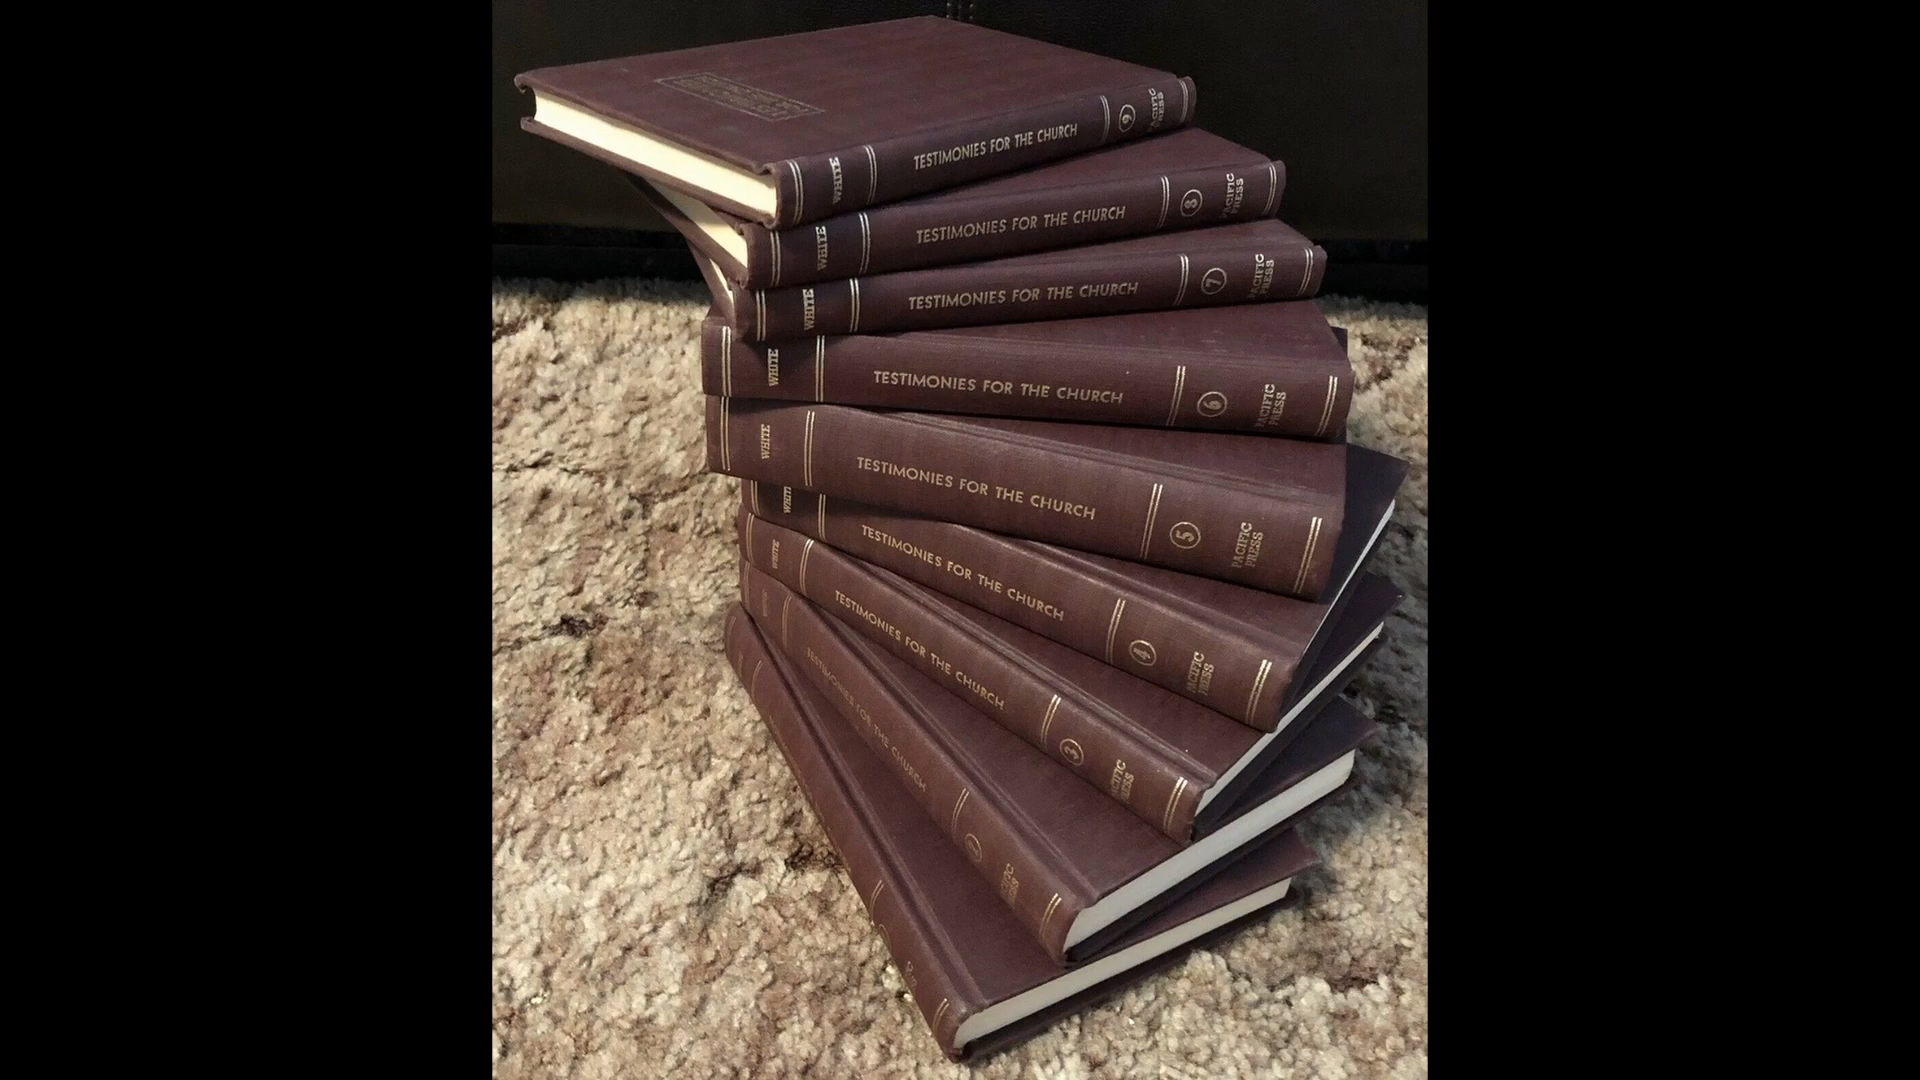 WHITE TESTIMONIES FOR THE CHURCH 9 PACIFIC PRESS
WHITE TESTIMONIES FOR THE CHURCH 8 PACIFIC PRESS
WHITE TESTIMONIES FOR THE CHURCH 7 PACIFIC PRESS
WHITE TESTIMONIES FOR THE CHURCH 6 PACIFIC PRESS
WHITE TESTIMONIES FOR THE CHURCH 5 PACIFIC PRESS
WHITE TESTIMONIES FOR THE CHURCH 4 PACIFIC PRESS
WHITE TESTIMONIES FOR THE CHURCH 3 PACIFIC PRESS
TESTIMONIES FOR THE CHURCH